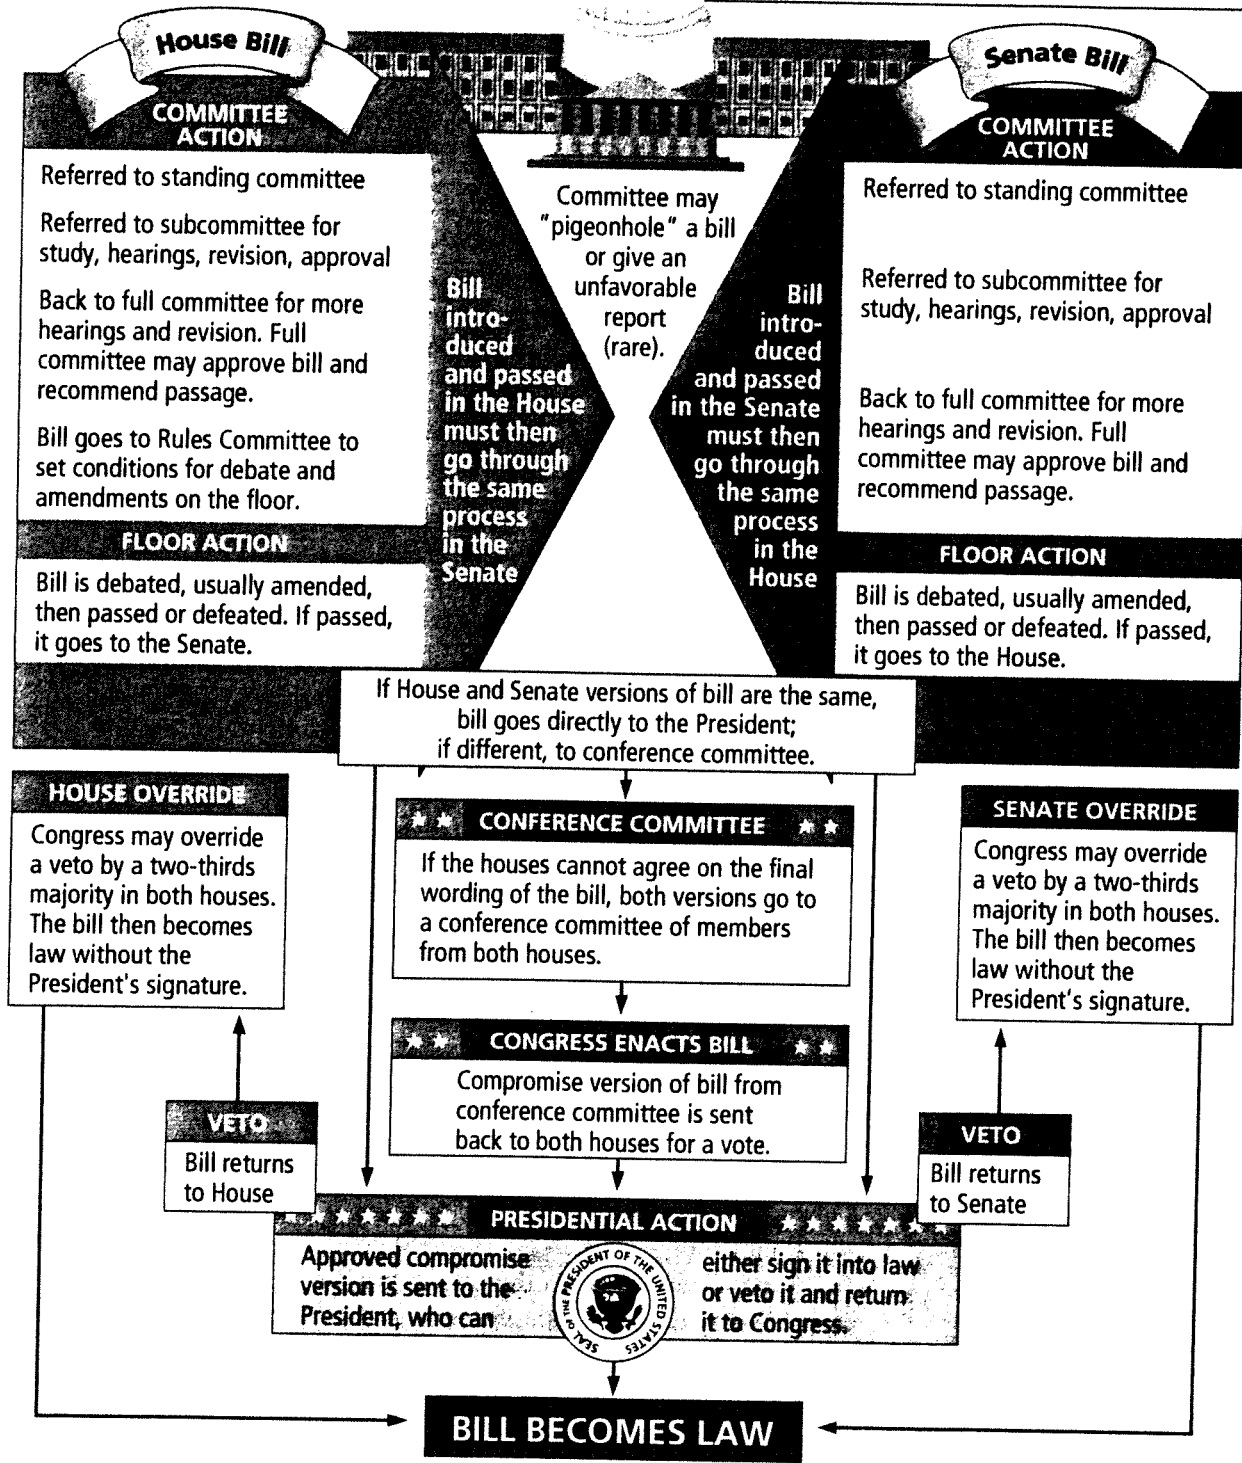 House Bill
COMMITTEE
ACTION
Referred to standing committee
Referred to subcommittee for
study, hearings, revision, approval
Back to full committee for more
hearings and revision. Full
committee may approve bill and
recommend passage.
Bill goes to Rules Committee to
set conditions for debate and
amendments on the floor.
FLOOR ACTION
Bill is debated, usually amended,
then passed or defeated. If passed,
it goes to the Senate.
Bill
intro-
duced
and passed
in the House
must then
go through
the same
process
in the
Senate
Committee may
"pigeonhole" a bill
or give an
unfavorable
report
(rare).
Bill
intro-
duced
and passed
in the Senate
must then
go through
the same
process
in the
House
Senate Bill
COMMITTEE
ACTION
Referred to standing committee
Referred to subcommittee for
study, hearings, revision, approval
Back to full committee for more
hearings and revision. Full
committee may approve bill and
recommend passage.
FLOOR ACTION
Bill is debated, usually amended,
then passed or defeated. If passed,
it goes to the House.
If House and Senate versions of bill are the same,
bill goes directly to the President;
if different, to conference committee.
HOUSE OVERRIDE
Congress may override
a veto by a two-thirds
majority in both houses.
The bill then becomes
law without the
President's signature.
CONFERENCE COMMITTEE
If the houses cannot agree on the final
wording of the bill, both versions go to
a conference committee of members
from both houses.
SENATE OVERRIDE
Congress may override
a veto by a two-thirds
majority in both houses.
The bill then becomes
law without the
President's signature.
CONGRESS ENACTS BILL
Compromise version of bill from
conference committee is sent
back to both houses for a vote.
VETO
Bill returns
to House
VETO
Bill returns
to Senate
PRESIDENTIAL ACTION
Approved compromise
version is sent to the
President, who can
SEAL OF THE PRESIDENT OF THE UNITED STATES
either sign it into law
or veto it and return
it to Congress.
BILL BECOMES LAW